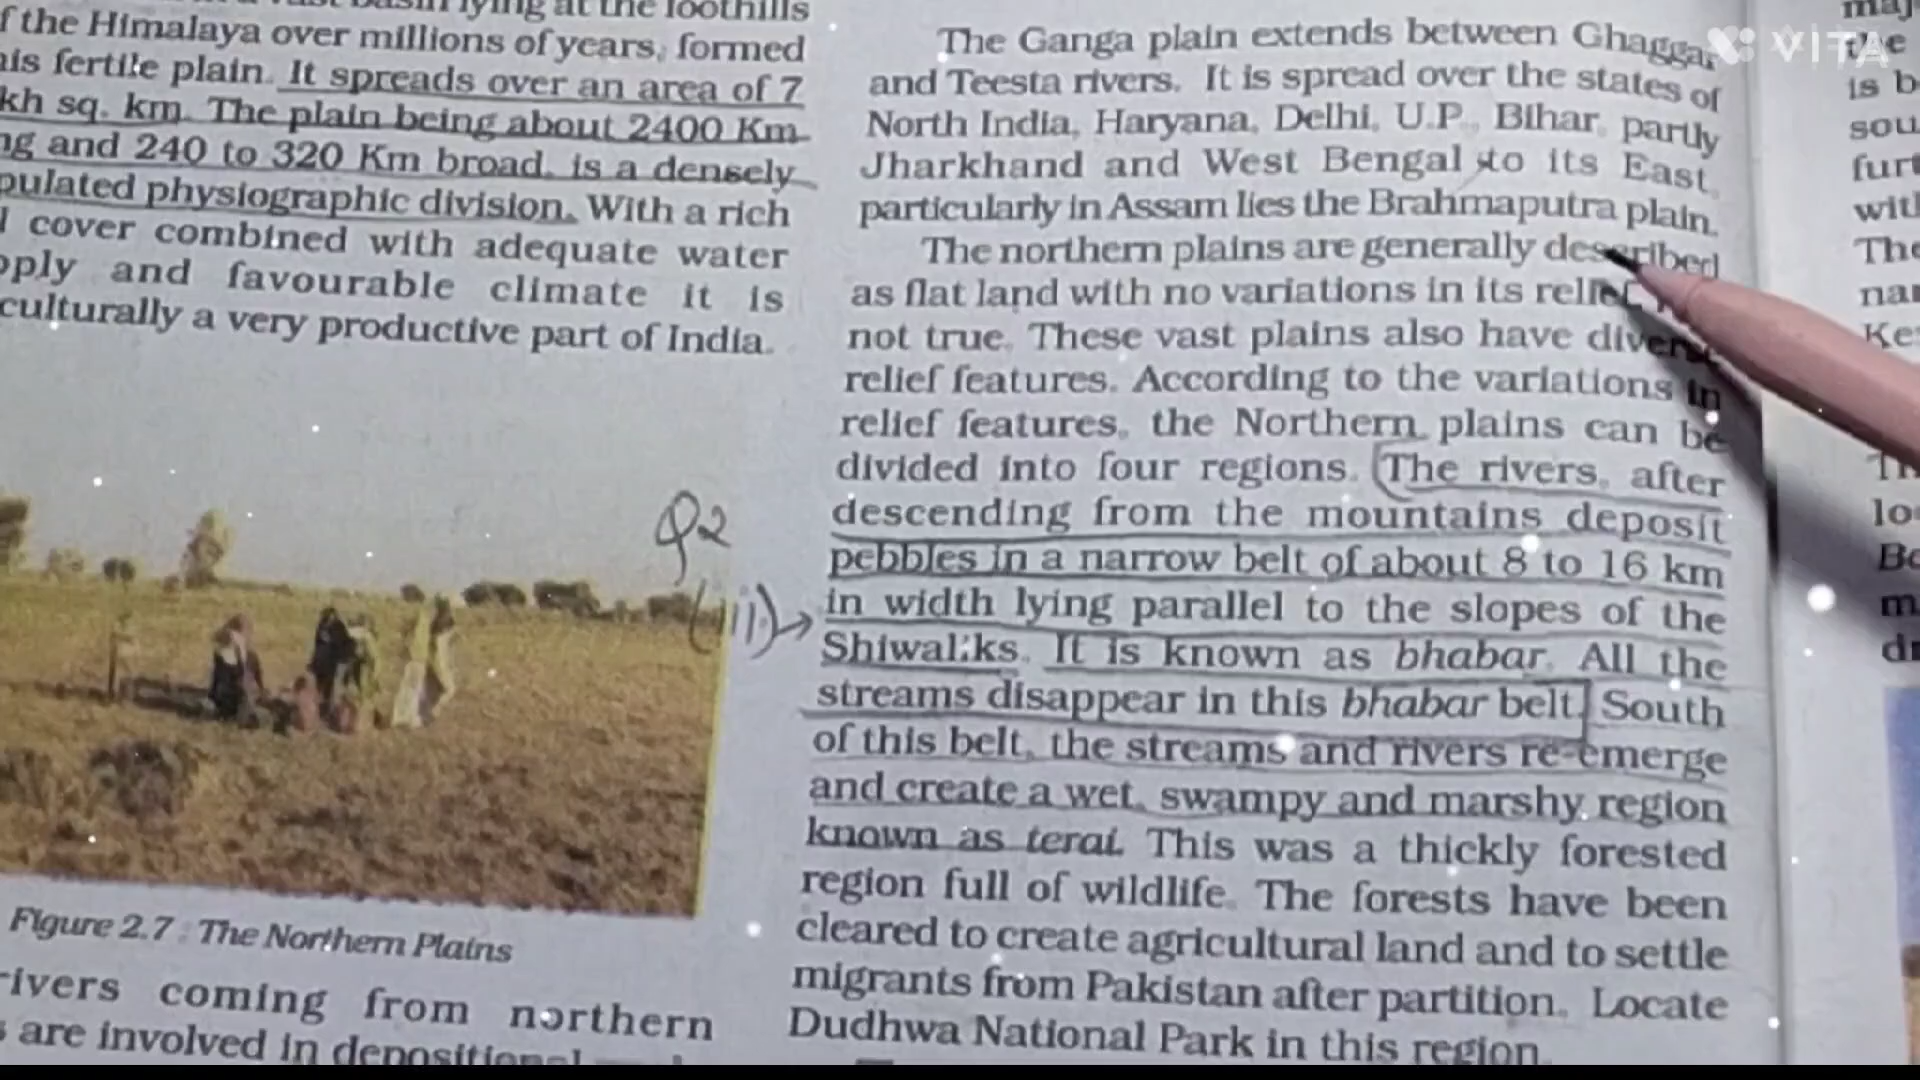 lying at the foothills
the Himalaya over millions of years, formed
fertile plain. It spreads over an area of 7
sq. km. The plain being about 2400 Km
and 240 to 320 Km broad, is a densely
physiographic division. With a rich
cover combined with adequate water
and favourable climate it is
a very productive part of India.
Figure 2.7 : The Northern Plains
rivers coming from northern
are involved in depositional
Q2
(ii)→
The Ganga plain extends between Ghaggar
and Teesta rivers. It is spread over the states of
North India, Haryana, Delhi, U.P., Bihar, partly
Jharkhand and West Bengal to its East,
particularly in Assam lies the Brahmaputra plain.
The northern plains are generally described
as flat land with no variations in its relief.
not true. These vast plains also have diverse
relief features. According to the variations in
relief features, the Northern plains can be
divided into four regions. The rivers, after
descending from the mountains deposit
pebbles in a narrow belt of about 8 to 16 km
in width lying parallel to the slopes of the
Shiwaliks. It is known as bhabar. All the
streams disappear in this bhabar belt. South
of this belt, the streams and rivers re-emerge
and create a wet, swampy and marshy region
known as terai. This was a thickly forested
region full of wildlife. The forests have been
cleared to create agricultural land and to settle
migrants from Pakistan after partition. Locate
Dudhwa National Park in this region.
VITA
the